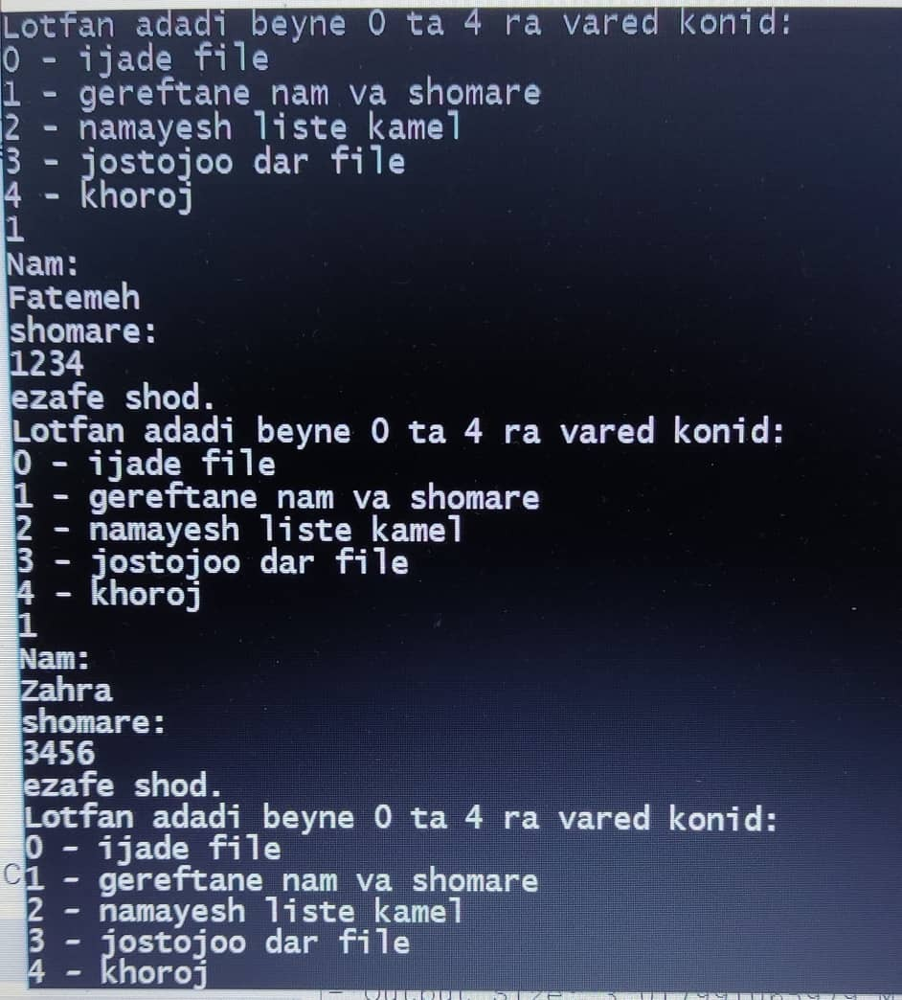 Lotfan adadi beyne 0 ta 4 ra vared konid:
0 - ijade file
1 - gereftane nam va shomare
2 - namayesh liste kamel
3 - jostojoo dar file
4 - khoroj
1
Nam:
Fatemeh
shomare:
1234
ezafe shod.
Lotfan adadi beyne 0 ta 4 ra vared konid:
0 - ijade file
1 - gereftane nam va shomare
2 - namayesh liste kamel
3 - jostojoo dar file
4 - khoroj
1
Nam:
Zahra
shomare:
3456
ezafe shod.
Lotfan adadi beyne 0 ta 4 ra vared konid:
0 - ijade file
C1 - gereftane nam va shomare
2 - namayesh liste kamel
3 - jostojoo dar file
4 - khoroj